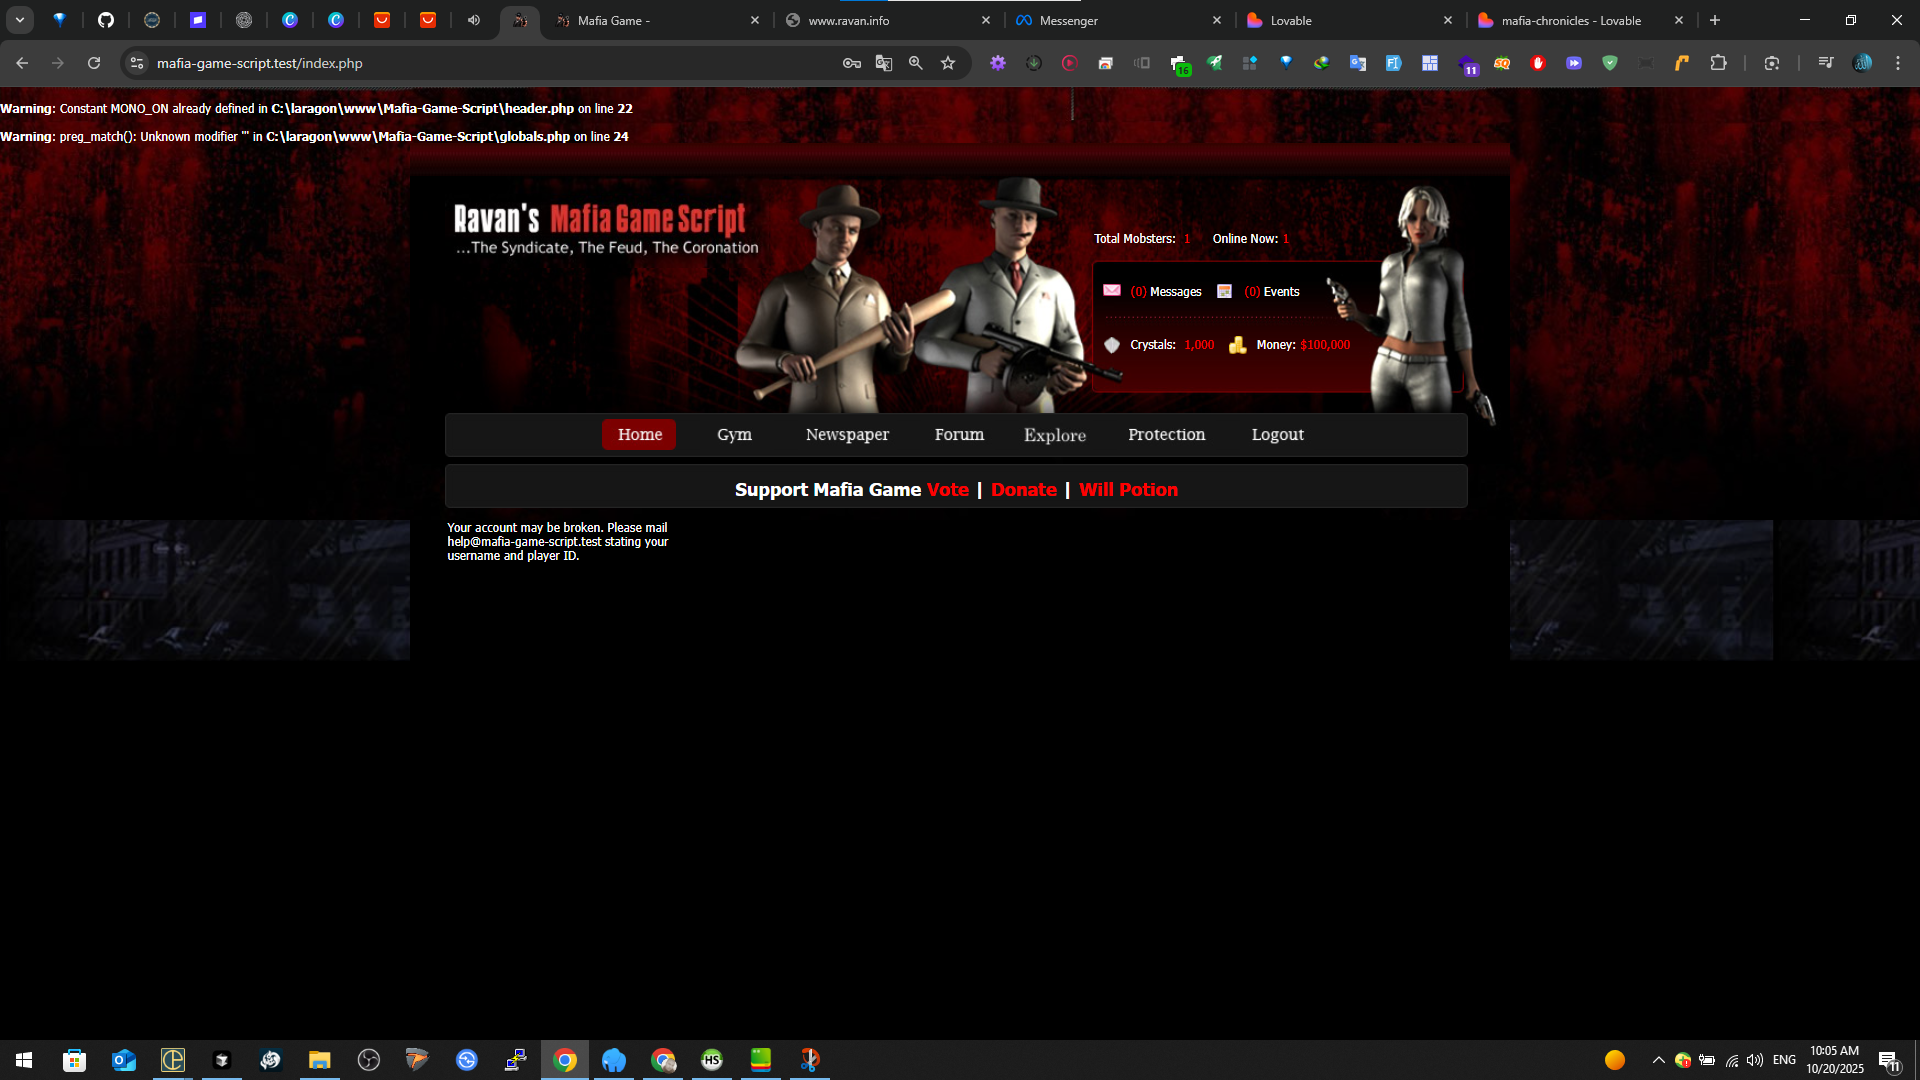 Mafia Game -
www.ravan.info
Messenger
Lovable
mafia-chronicles - Lovable
mafia-game-script.test/index.php
16
11
Warning: Constant MONO_ON already defined in C:\laragon\www\Mafia-Game-Script\header.php on line 22
Warning: preg_match(): Unknown modifier '"' in C:\laragon\www\Mafia-Game-Script\globals.php on line 24
Ravan's Mafia Game Script
...The Syndicate, The Feud, The Coronation
Total Mobsters: 1 Online Now: 1
(0) Messages (0) Events
Crystals: 1,000 Money: $100,000
Home Gym Newspaper Forum Explore Protection Logout
Support Mafia Game Vote | Donate | Will Potion
Your account may be broken. Please mail
help@mafia-game-script.test stating your
username and player ID.
HS
ENG
10:05 AM
10/20/2025
11